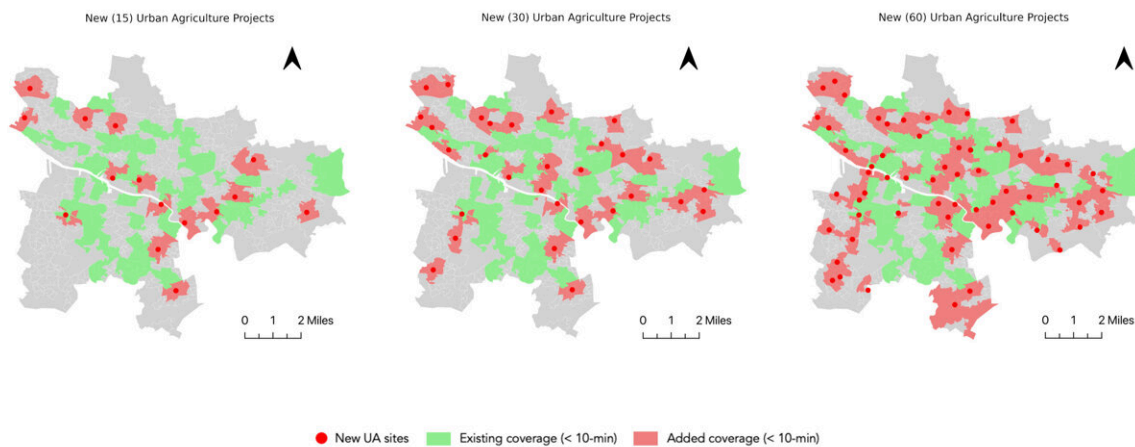 New (15) Urban Agriculture Projects
New (30) Urban Agriculture Projects
New (60) Urban Agriculture Projects
0 1 2 Miles
0 1 2 Miles
0 1 2 Miles
New UA sites Existing coverage (< 10-min) Added coverage (< 10-min)